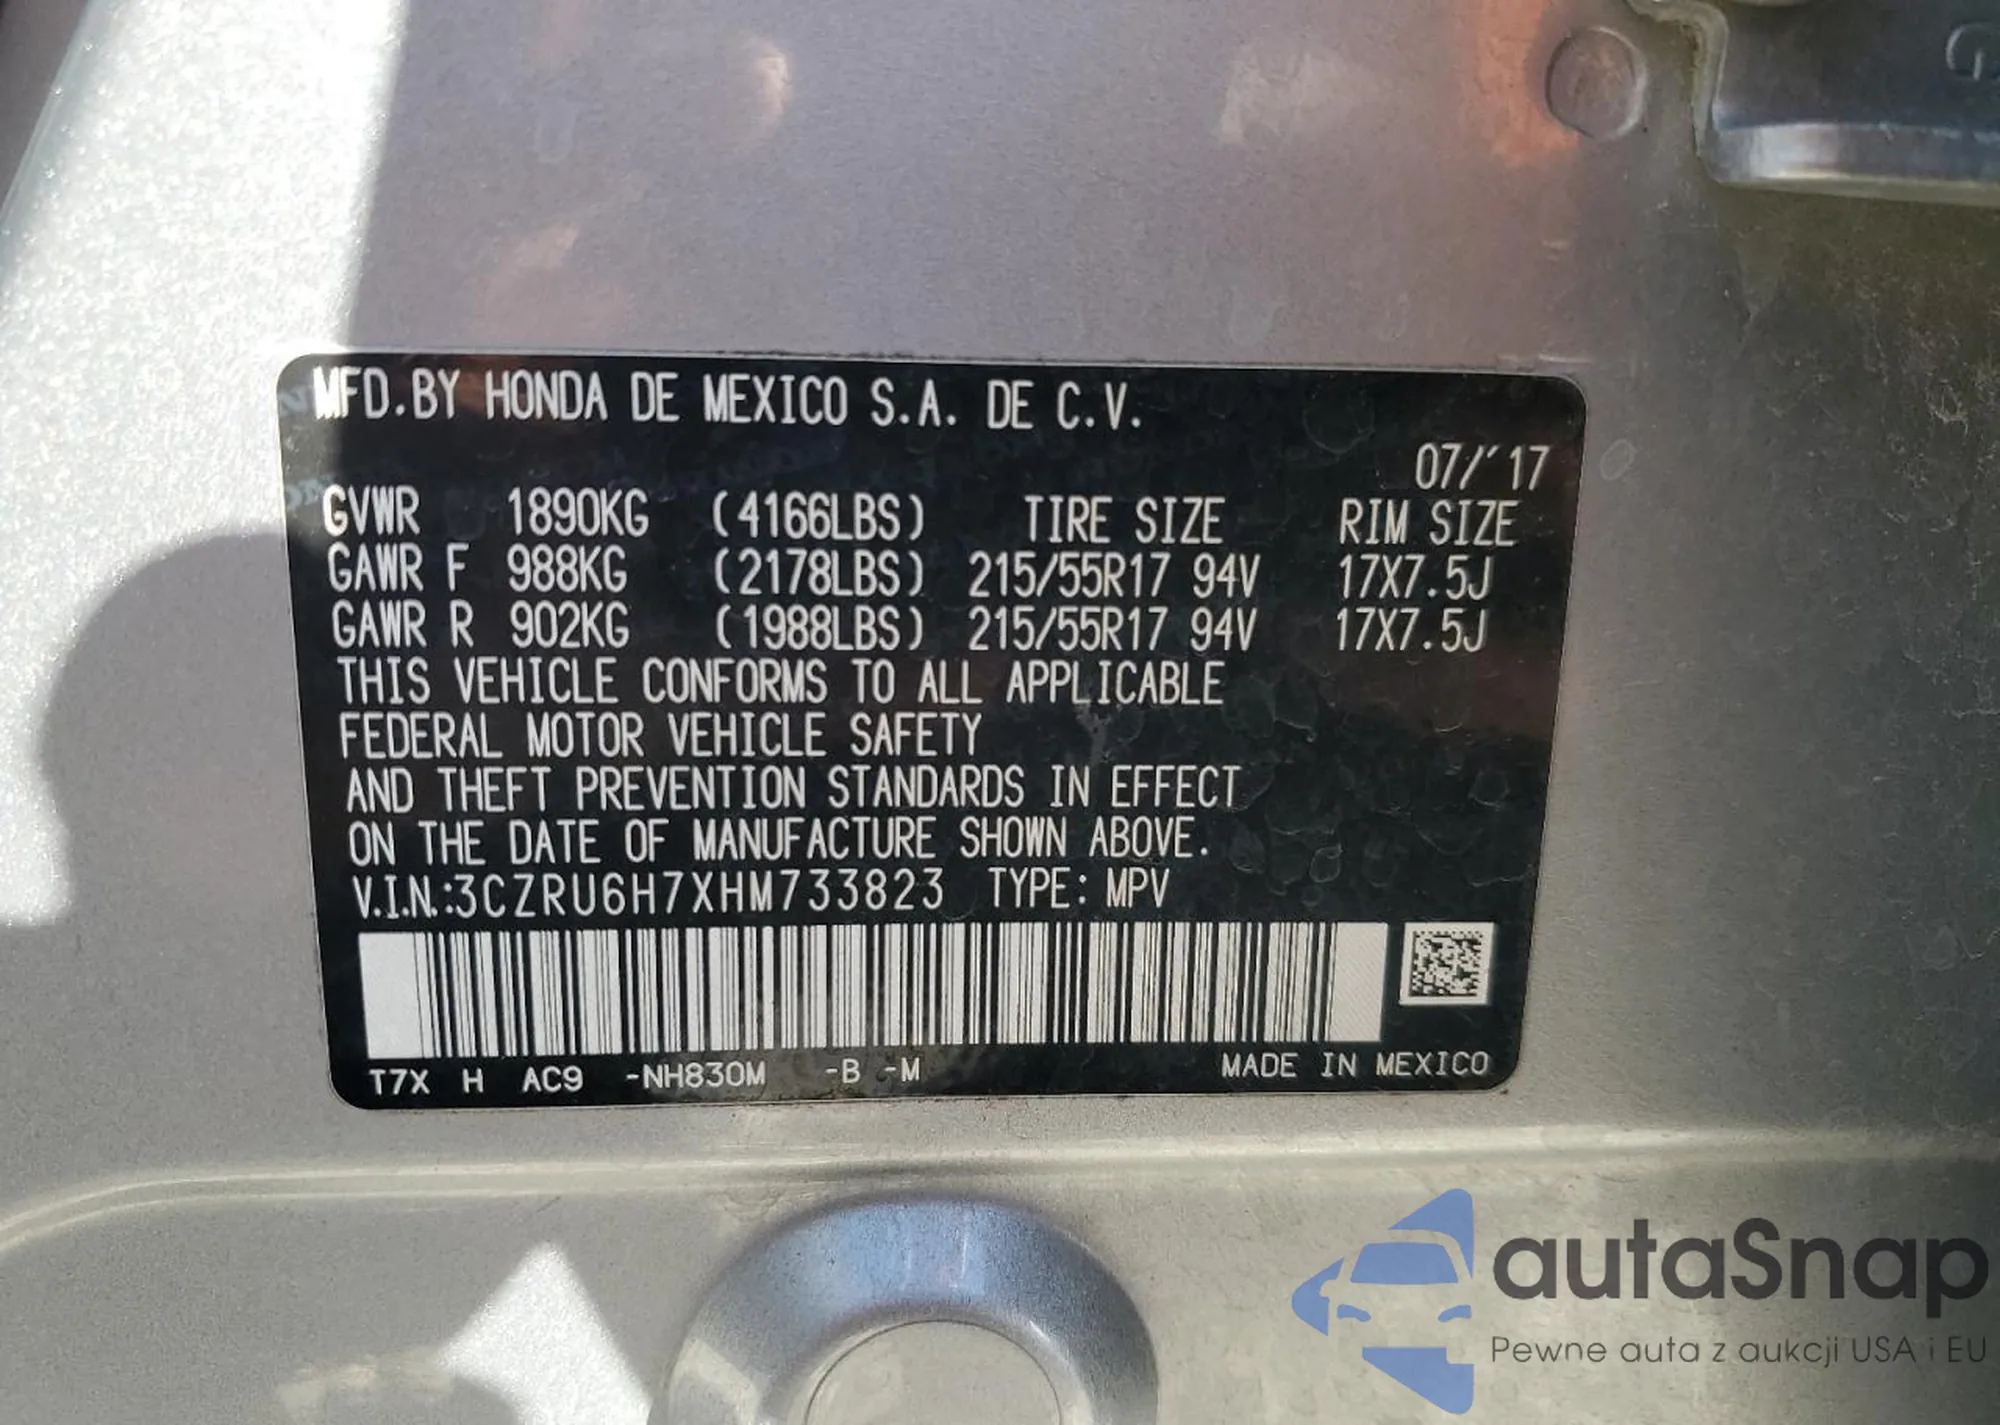 MFD.BY HONDA DE MEXICO S.A. DE C.V.
07/´17
GVWR 1890KG (4166LBS) TIRE SIZE RIM SIZE
GAWR F 988KG (2178LBS) 215/55R17 94V 17X7.5J
GAWR R 902KG (1988LBS) 215/55R17 94V 17X7.5J
THIS VEHICLE CONFORMS TO ALL APPLICABLE
FEDERAL MOTOR VEHICLE SAFETY
AND THEFT PREVENTION STANDARDS IN EFFECT
ON THE DATE OF MANUFACTURE SHOWN ABOVE.
V.I.N.:3CZRU6H7XHM733823 TYPE: MPV
T7X H AC9 -NH830M -B -M MADE IN MEXICO
autaSnap
Pewne auta z aukcji USA i EU